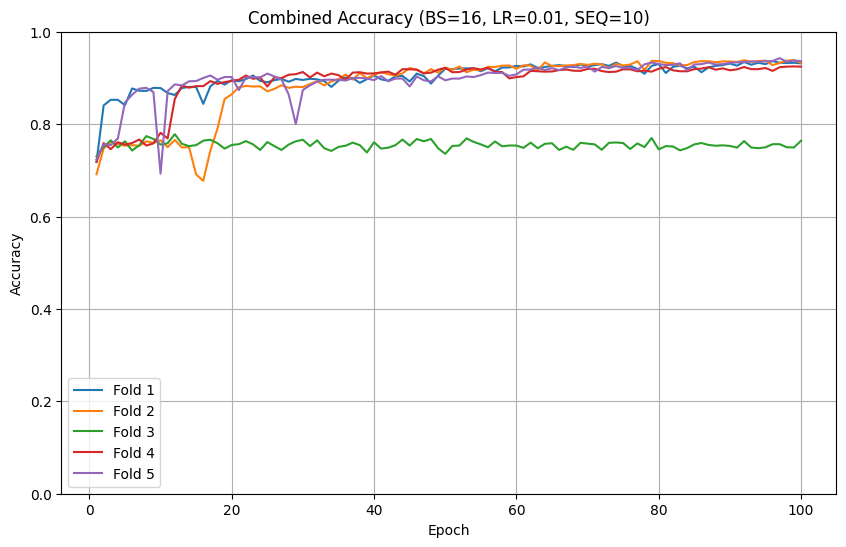 Combined Accuracy (BS=16, LR=0.01, SEQ=10)
1.0
0.8
0.6
0.4
0.2
0.0
Accuracy
Fold 1
Fold 2
Fold 3
Fold 4
Fold 5
0 20 40 60 80 100
Epoch